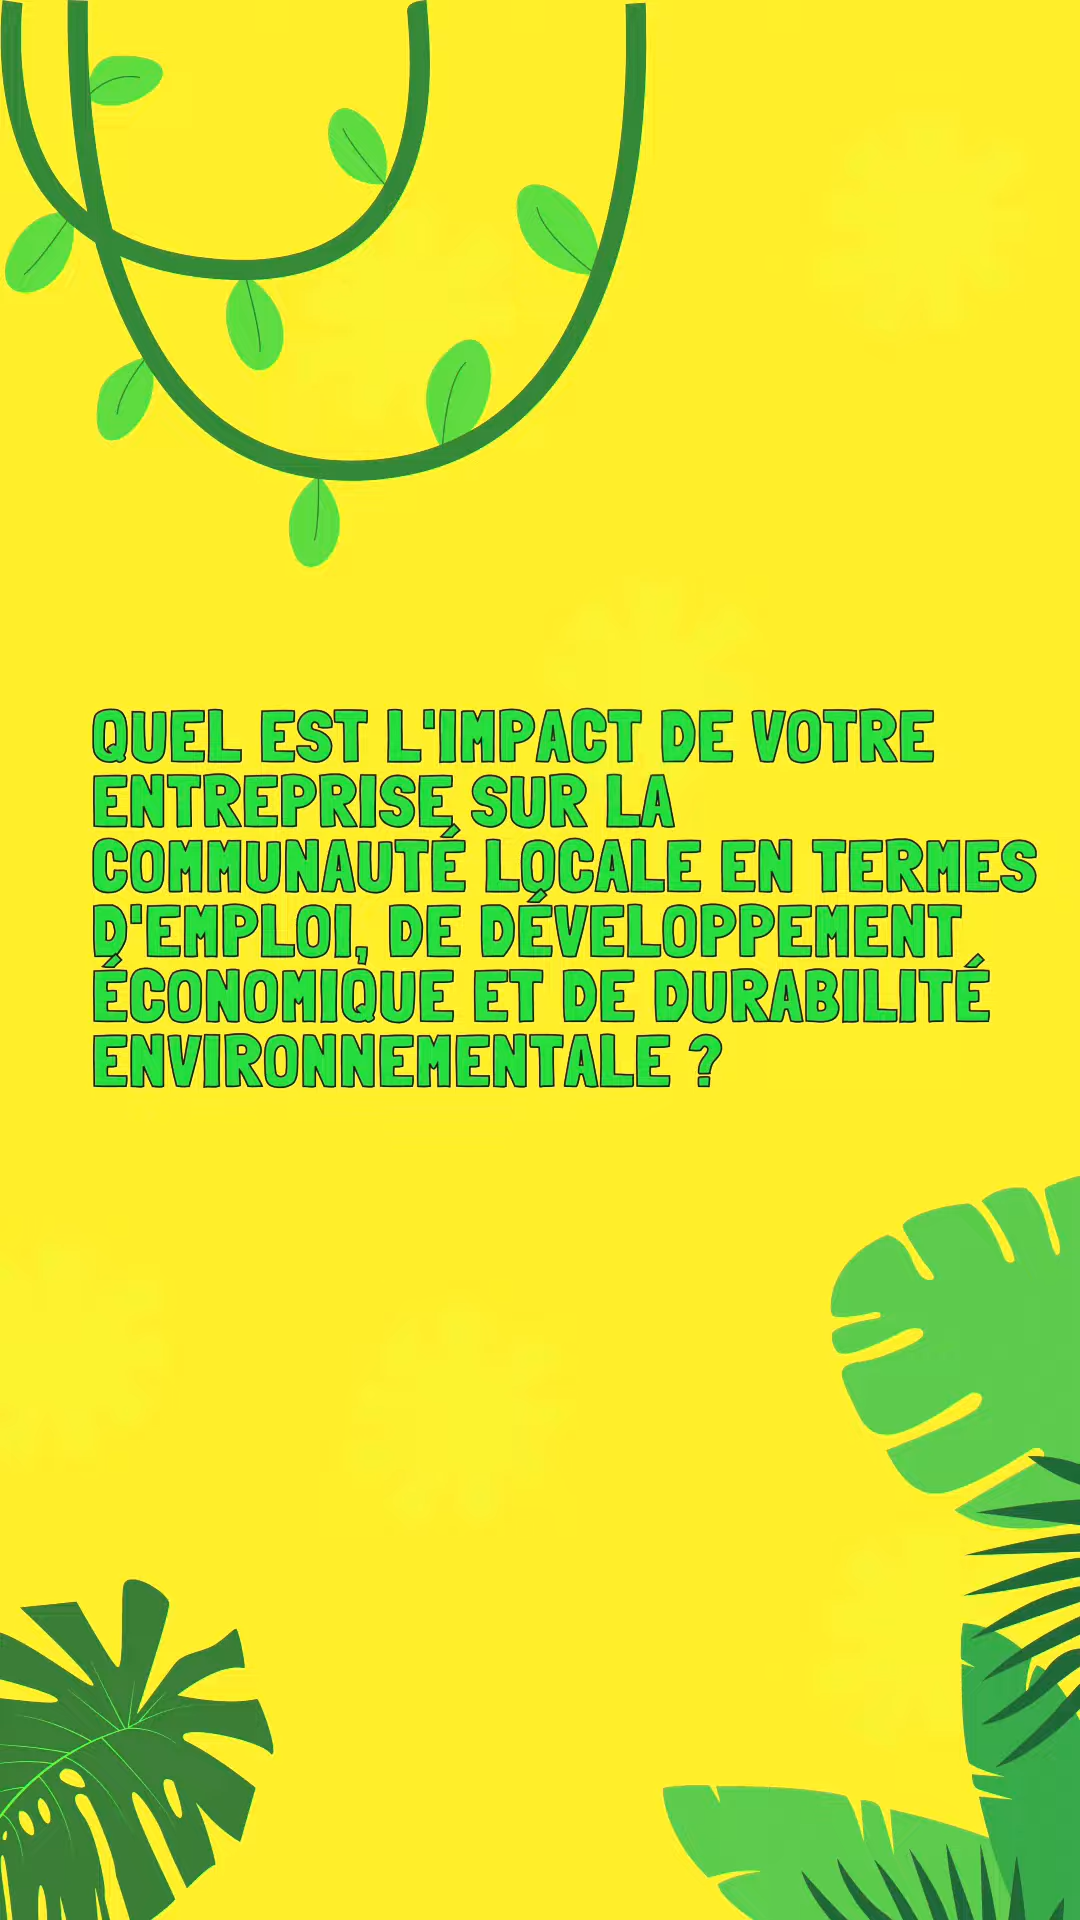 QUEL EST L'IMPACT DE VOTRE
ENTREPRISE SUR LA
COMMUNAUTÉ LOCALE EN TERMES
D'EMPLOI, DE DÉVELOPPEMENT
ÉCONOMIQUE ET DE DURABILITÉ
ENVIRONNEMENTALE ?